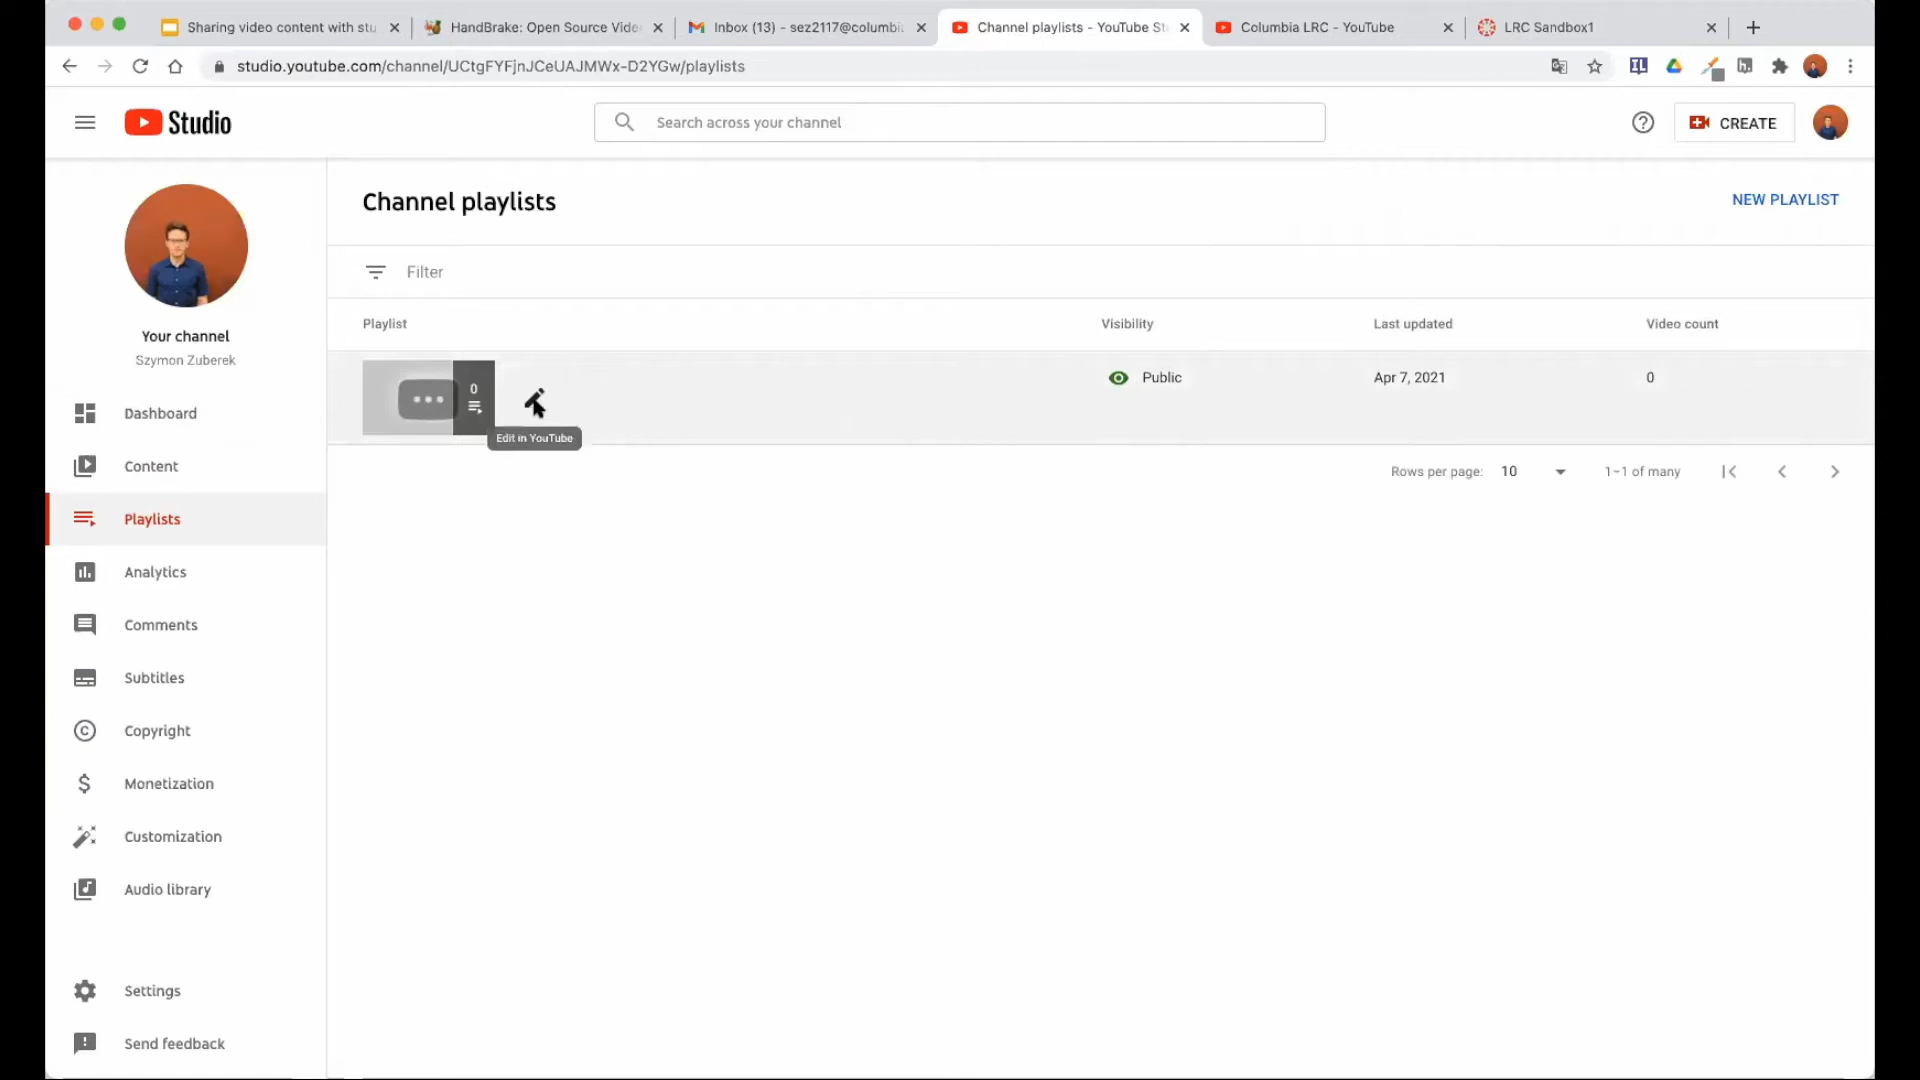 Sharing video content with stu
HandBrake: Open Source Vide
Inbox (13) - sez2117@columbi
Channel playlists - YouTube St
Columbia LRC - YouTube
LRC Sandbox1
studio.youtube.com/channel/UCtgFYFjnJCeUAJMWx-D2YGw/playlists
Studio
Search across your channel
CREATE
Your channel
Szymon Zuberek
Dashboard
Content
Playlists
Analytics
Comments
Subtitles
Copyright
Monetization
Customization
Audio library
Settings
Send feedback
Channel playlists
NEW PLAYLIST
Filter
Playlist Visibility Last updated Video count
0
Public Apr 7, 2021 0
Edit in YouTube
Rows per page: 10 1–1 of many